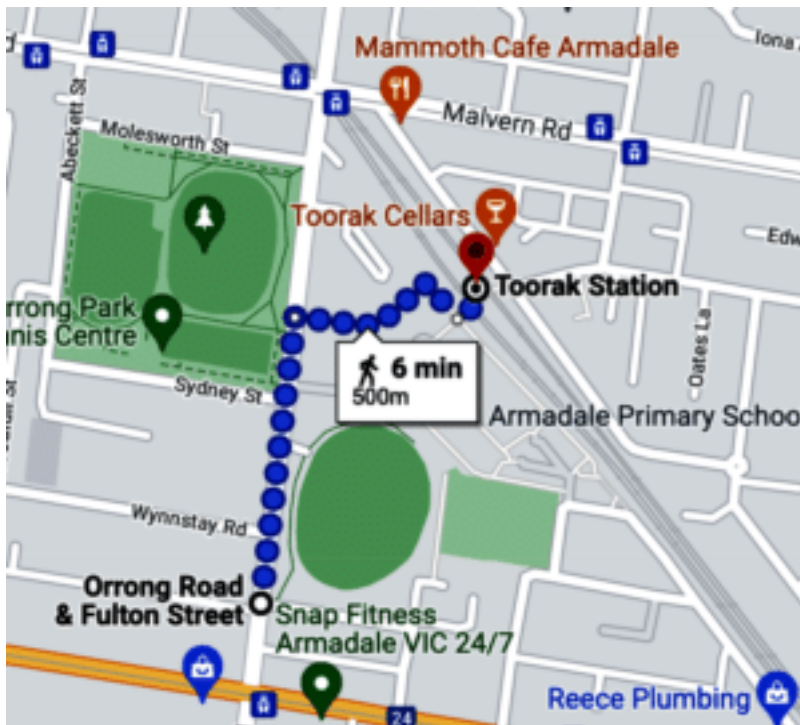 Iona
Mammoth Cafe Armadale
Malvern Rd
Molesworth St
Abeckett St
Toorak Cellars
Edw
Toorak Station
rrong Park
nnis Centre
6 min
500m
Oates La
Sydney St
Armadale Primary Schoo
Wynnstay Rd
Orrong Road
& Fulton Street
Snap Fitness
Armadale VIC 24/7
Reece Plumbing
24